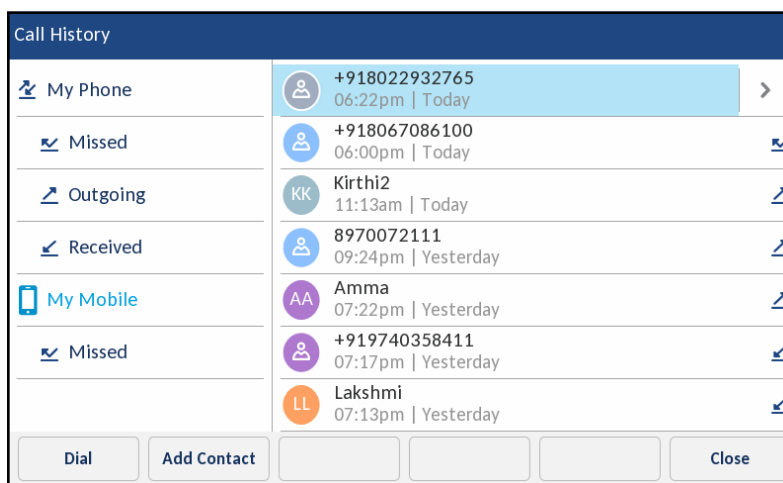 Call History
My Phone
Missed
Outgoing
Received
My Mobile
Missed
+918022932765
06:22pm | Today
+918067086100
06:00pm | Today
KK
Kirthi2
11:13am | Today
8970072111
09:24pm | Yesterday
AA
Amma
07:22pm | Yesterday
+919740358411
07:17pm | Yesterday
LL
Lakshmi
07:13pm | Yesterday
Dial
Add Contact
Close